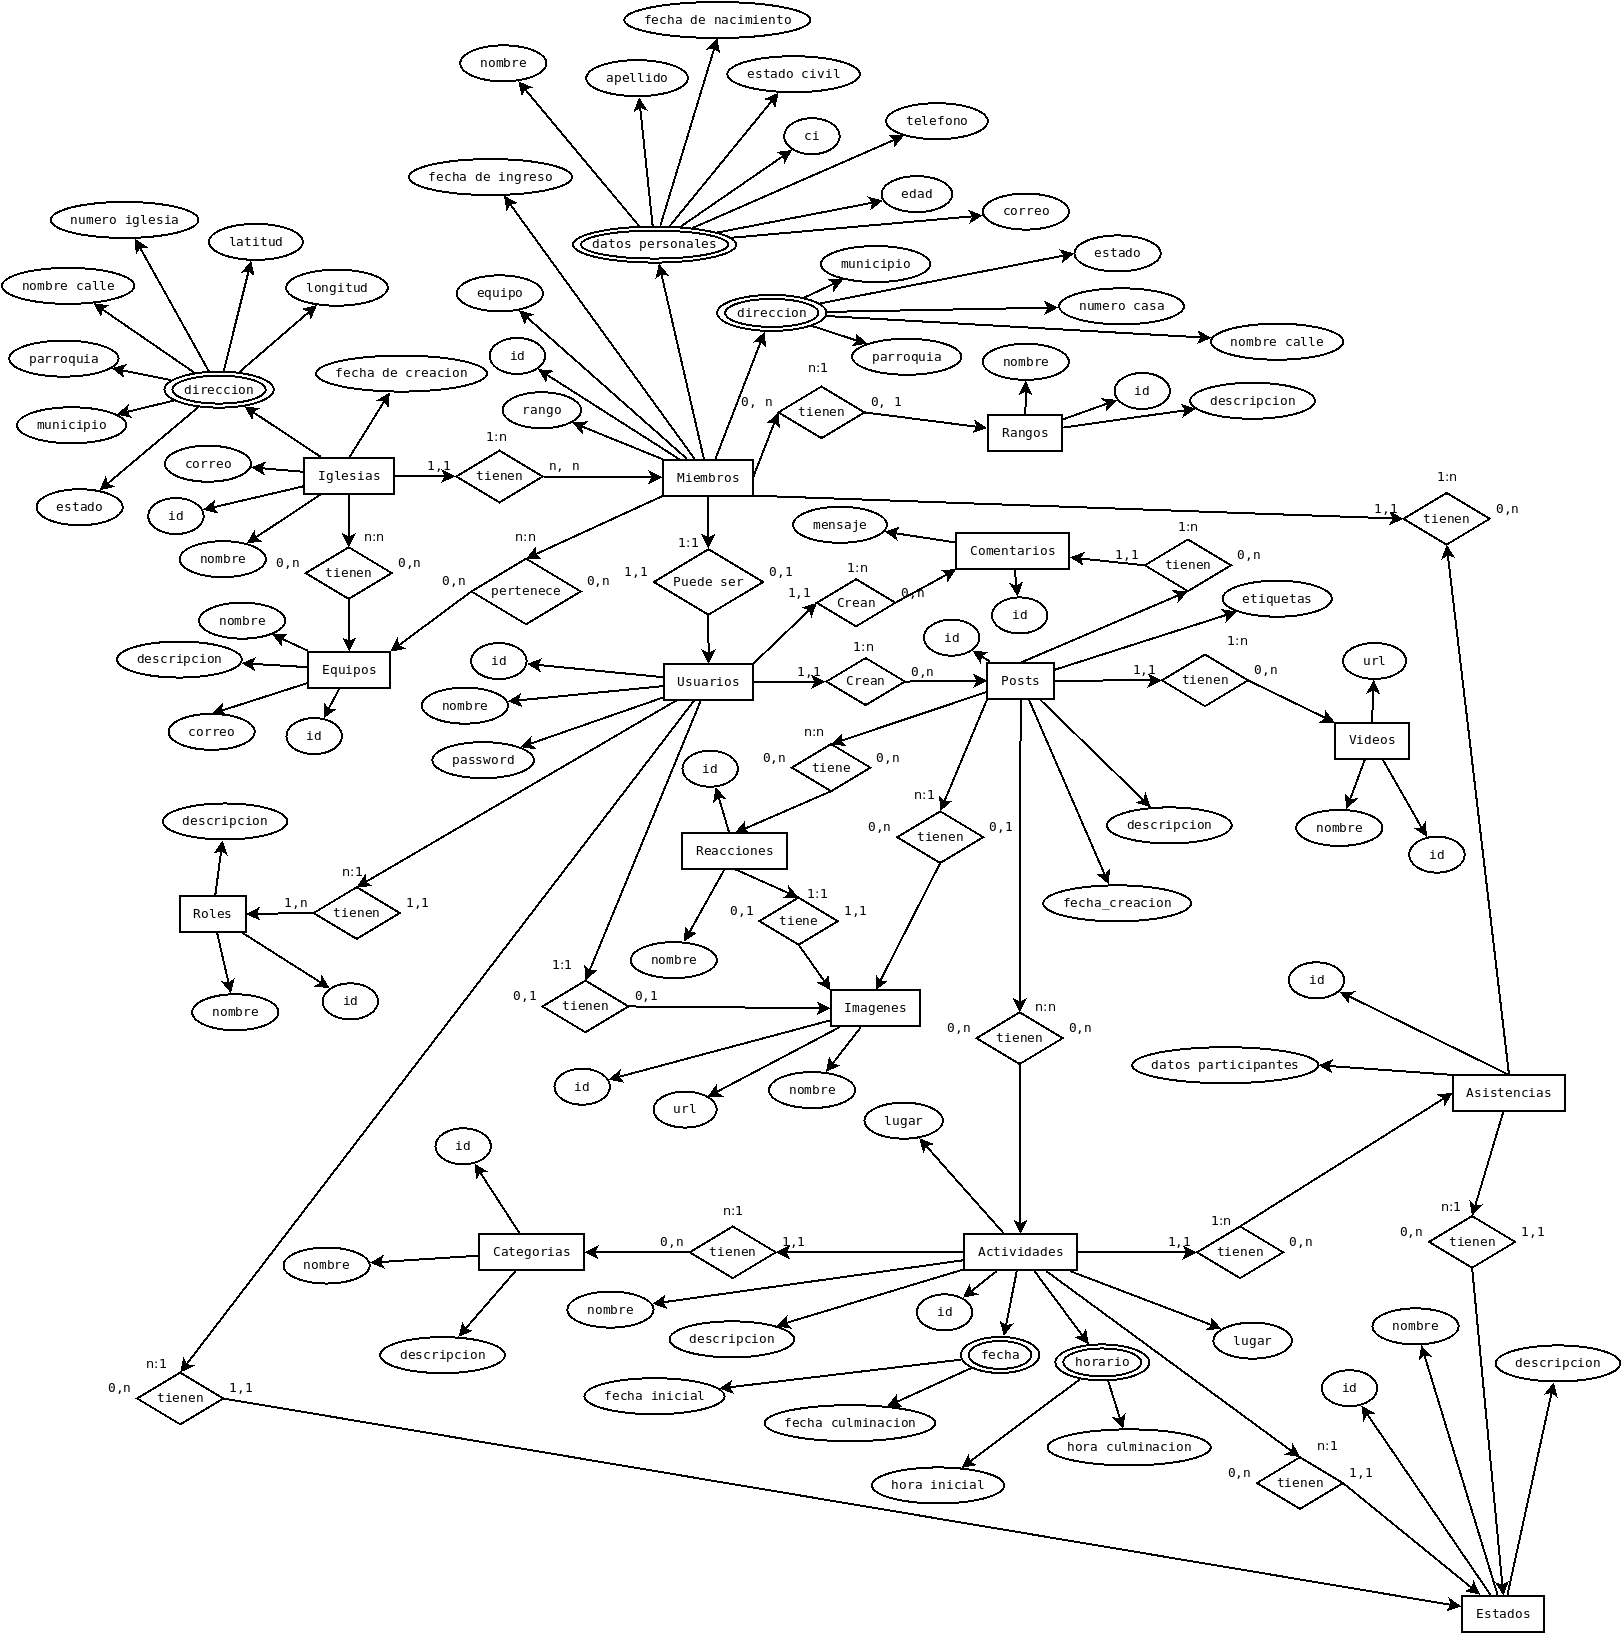 fecha de nacimiento
nombre
apellido
estado civil
telefono
ci
fecha de ingreso
edad
correo
numero iglesia
latitud
datos personales
municipio
estado
nombre calle
longitud
equipo
direccion
numero casa
nombre calle
parroquia
id
parroquia
nombre
n:1
fecha de creacion
direccion
id
descripcion
municipio
rango
0, n
tienen
0, 1
Rangos
1:n
correo
Iglesias
1,1
tienen
n, n
Miembros
1:n
estado
id
1,1
tienen
0,n
mensaje
1:n
nombre
n:n
n:n
1:1
Comentarios
1,1
tienen
0,n
0,n
tienen
0,n
0,n
pertenece
0,n
1,1
Puede ser
0,1
1:n
1,1
Crean
0,n
id
etiquetas
nombre
id
1:n
descripcion
Equipos
id
Usuarios
1:n
1,1
Crean
0,n
Posts
1,1
tienen
0,n
url
nombre
correo
id
password
n:n
Videos
id
0,n
tiene
0,n
n:1
descripcion
Reacciones
0,n
tienen
0,1
descripcion
nombre
id
n:1
1:1
Roles
1,n
tienen
1,1
0,1
tiene
1,1
fecha_creacion
nombre
1:1
id
nombre
id
0,1
tienen
0,1
Imagenes
n:n
0,n
tienen
0,n
id
url
nombre
datos participantes
Asistencias
lugar
id
n:1
1:n
n:1
nombre
Categorias
0,n
tienen
1,1
Actividades
1,1
tienen
0,n
0,n
tienen
1,1
nombre
descripcion
id
lugar
nombre
descripcion
fecha
horario
descripcion
n:1
0,n
tienen
1,1
fecha inicial
id
fecha culminacion
hora culminacion
n:1
hora inicial
0,n
tienen
1,1
Estados